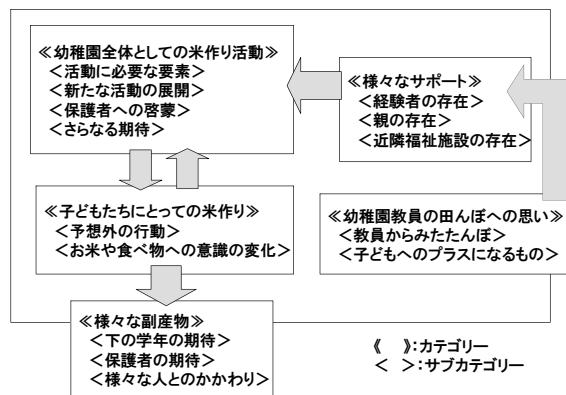 ≪幼稚園全体としての米作り活動≫
＜活動に必要な要素＞
＜新たな活動の展開＞
＜保護者への啓蒙＞
＜さらなる期待＞
≪様々なサポート≫
＜経験者の存在＞
＜親の存在＞
＜近隣福祉施設の存在＞
≪子どもたちにとっての米作り≫
＜予想外の行動＞
＜お米や食べ物への意識の変化＞
≪幼稚園教員の田んぼへの思い≫
＜教員からみたたんぼ＞
＜子どもへのプラスになるもの＞
≪様々な副産物≫
＜下の学年の期待＞
＜保護者の期待＞
＜様々な人とのかかわり＞
《　》:カテゴリー
＜　＞:サブカテゴリー